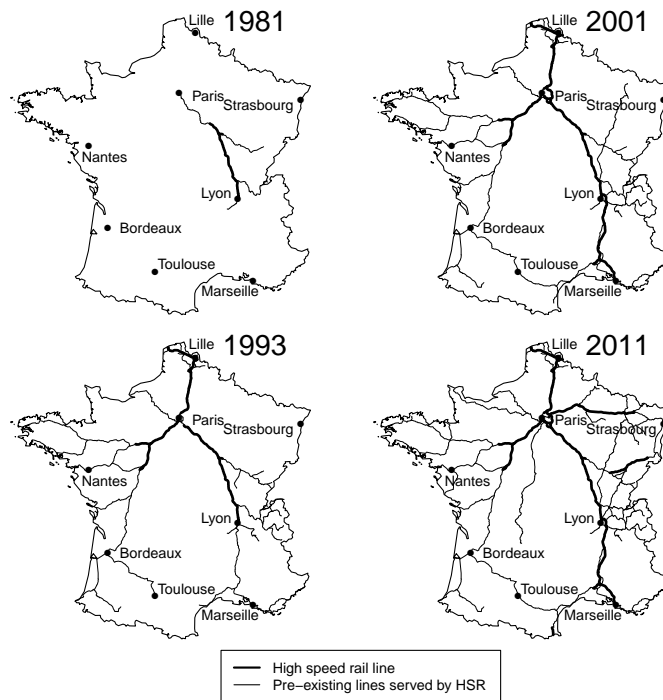 Lille 1981
Paris
Strasbourg
Nantes
Lyon
Bordeaux
Toulouse
Marseille
Lille 2001
Paris
Strasbourg
Nantes
Lyon
Bordeaux
Toulouse
Marseille
Lille 1993
Paris
Strasbourg
Nantes
Lyon
Bordeaux
Toulouse
Marseille
Lille 2011
Paris
Strasbourg
Nantes
Lyon
Bordeaux
Toulouse
Marseille
High speed rail line
Pre−existing lines served by HSR